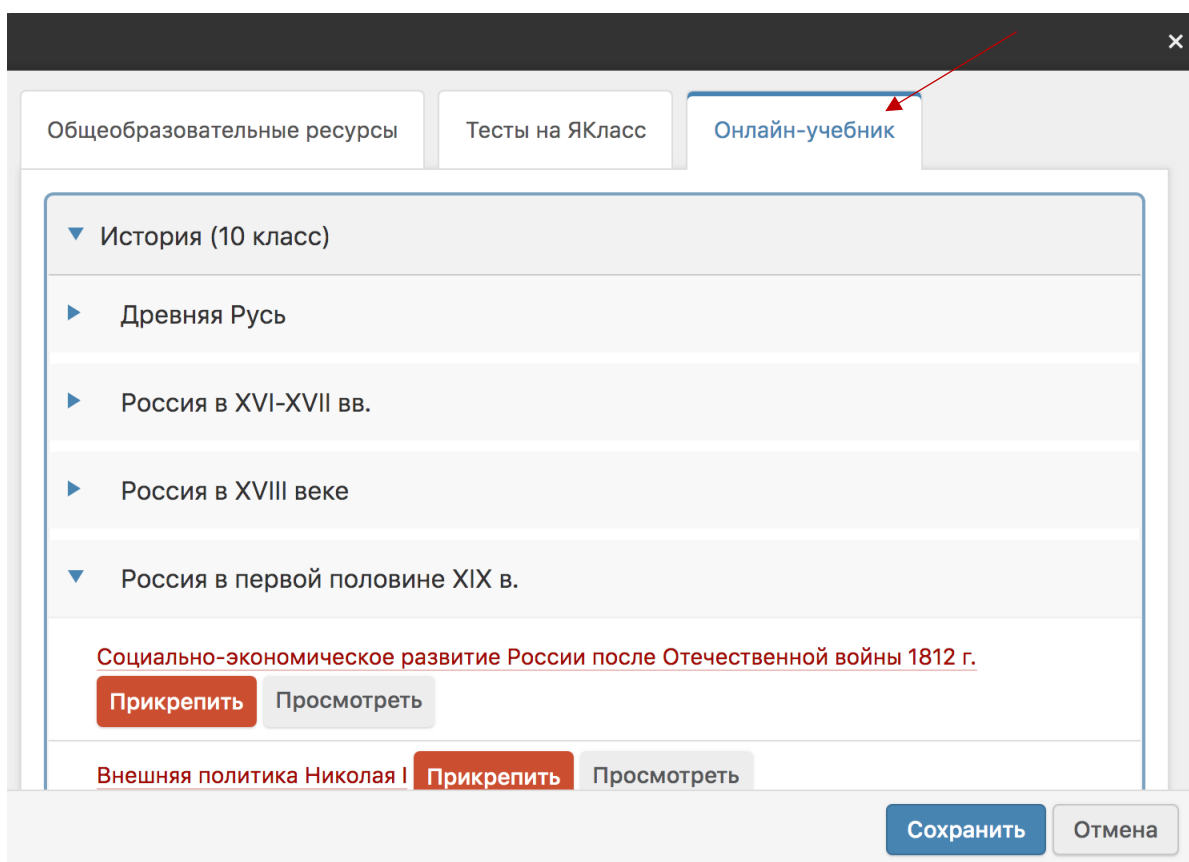 ×
Общеобразовательные ресурсы Тесты на ЯКласс Онлайн-учебник
История (10 класс)
Древняя Русь
Россия в XVI-XVII вв.
Россия в XVIII веке
Россия в первой половине XIX в.
Социально-экономическое развитие России после Отечественной войны 1812 г.
Прикрепить Просмотреть
Внешняя политика Николая I Прикрепить Просмотреть
Сохранить Отмена